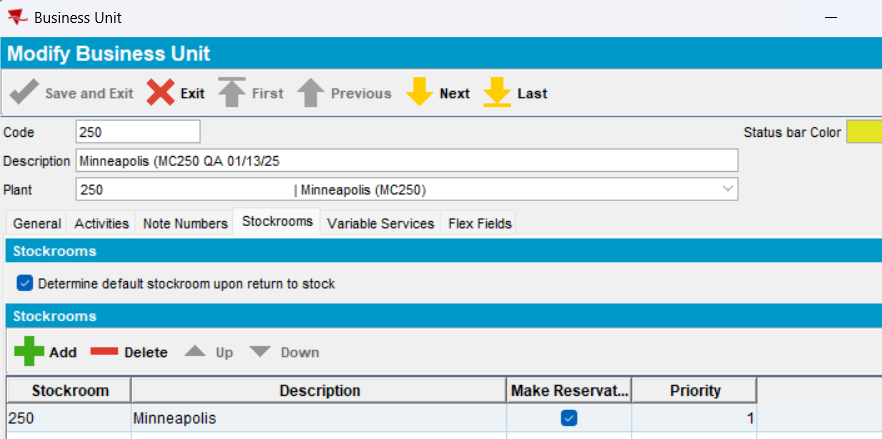 Business Unit
Modify Business Unit
Save and Exit Exit First Previous Next Last
Code 250 Status bar Color
Description Minneapolis (MC250 QA 01/13/25
Plant 250 | Minneapolis (MC250)
General Activities Note Numbers Stockrooms Variable Services Flex Fields
Stockrooms
Determine default stockroom upon return to stock
Stockrooms
Add Delete Up Down
Stockroom Description Make Reservat... Priority
250 Minneapolis 1